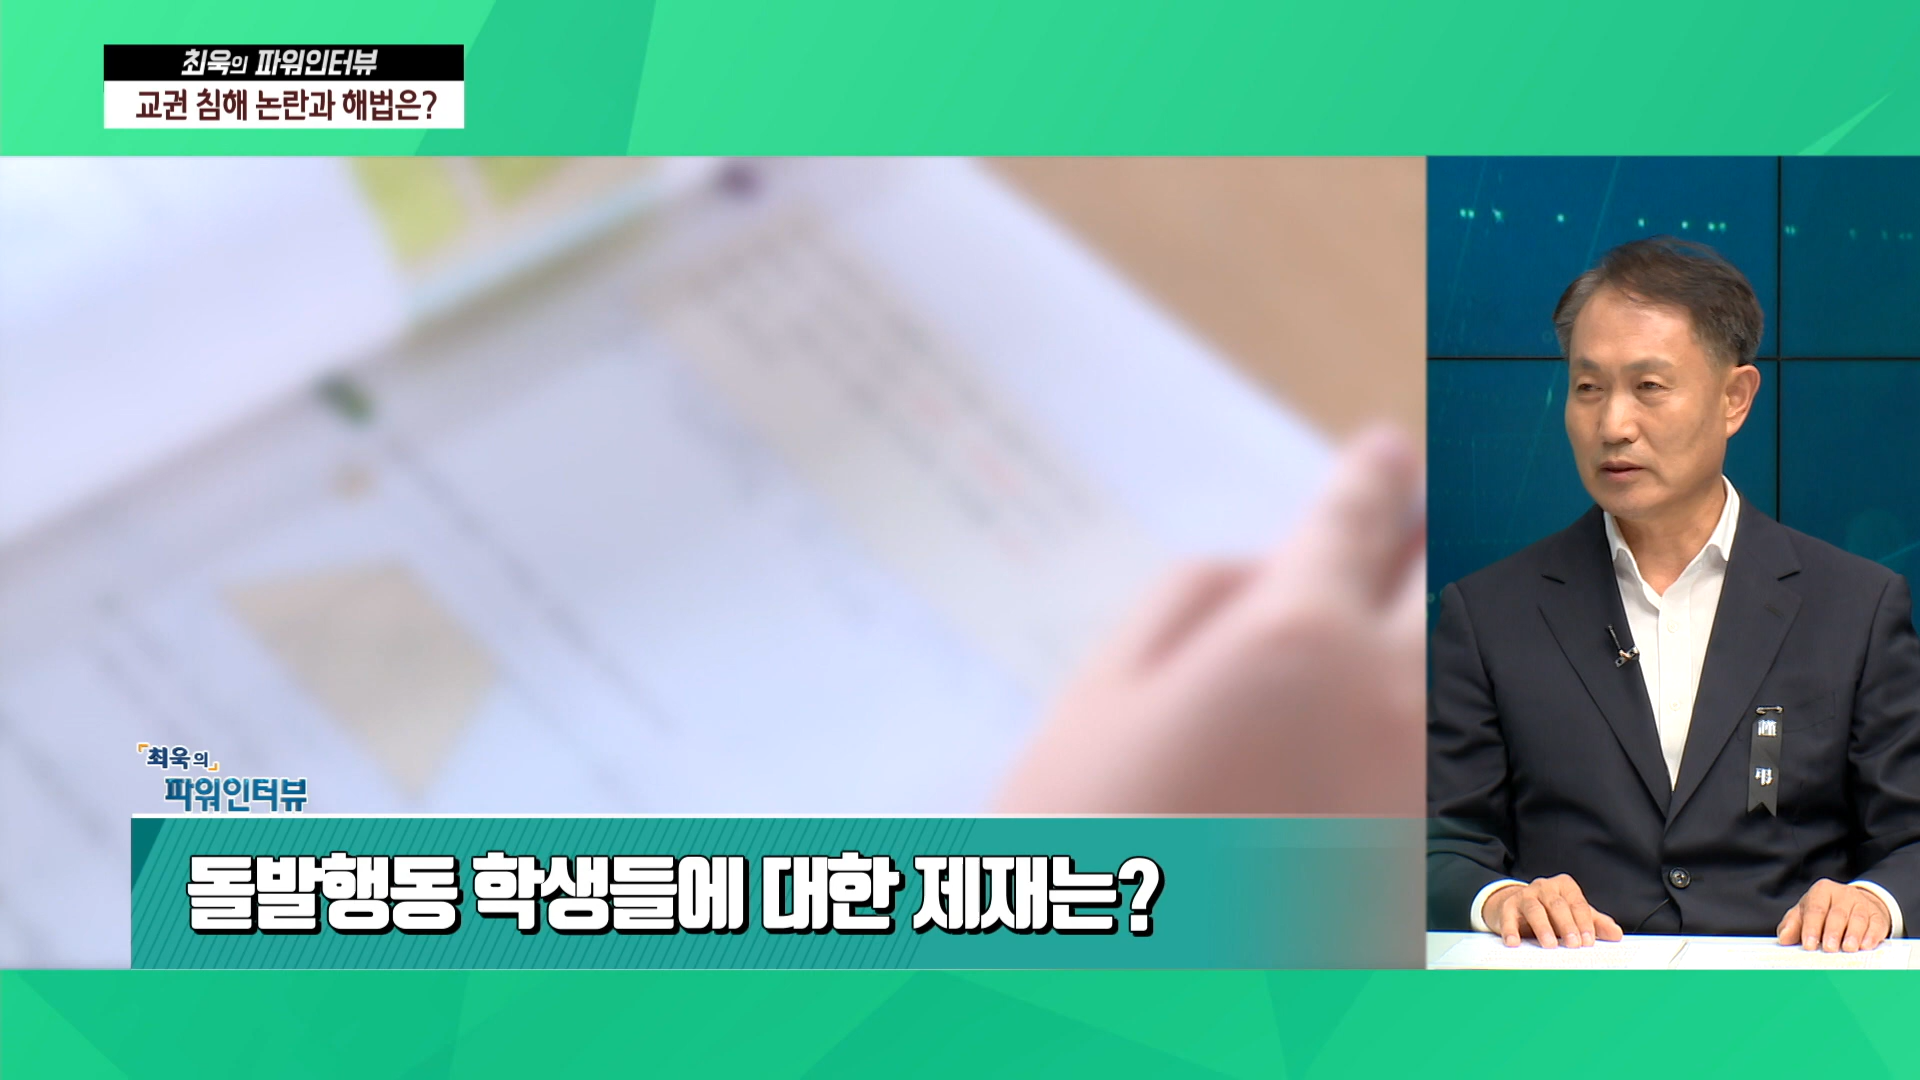 최욱의 파워인터뷰
교권 침해 논란과 해법은?
「최욱의」
파워인터뷰
돌발행동 학생들에 대한 제재는?
謹
弔